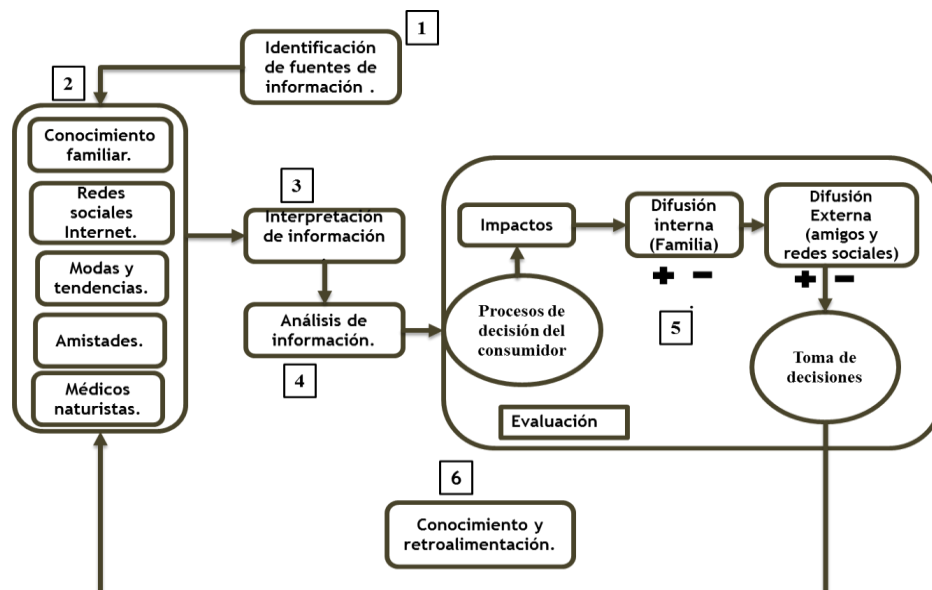 1
Identificación
de fuentes de
información .
2
Conocimiento
familiar.
Redes
sociales
Internet.
Modas y
tendencias.
Amistades.
Médicos
naturistas.
3
Interpretación
de información
Análisis de
información.
4
Procesos de
decisión del
consumidor
Impactos
Difusión
interna
(Familia)
+ −
Difusión
Externa
(amigos y
redes sociales)
+ −
5
Toma de
decisiones
Evaluación
6
Conocimiento y
retroalimentación.